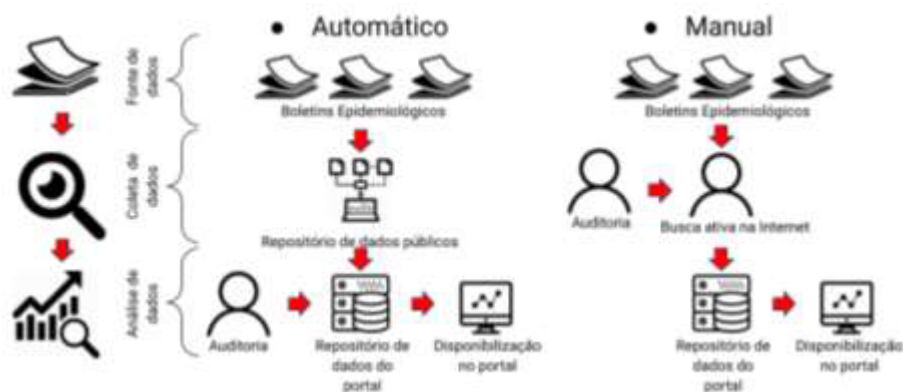 • Automático
• Manual
Fonte de
dados
Boletins Epidemiológicos
Boletins Epidemiológicos
Coleta de
dados
Repositório de dados públicos
Auditoria
Busca ativa na Internet
Análise de
dados
Auditoria
Repositório de
dados do
portal
Disponibilização
no portal
Repositório de
dados do
portal
Disponibilização
no portal